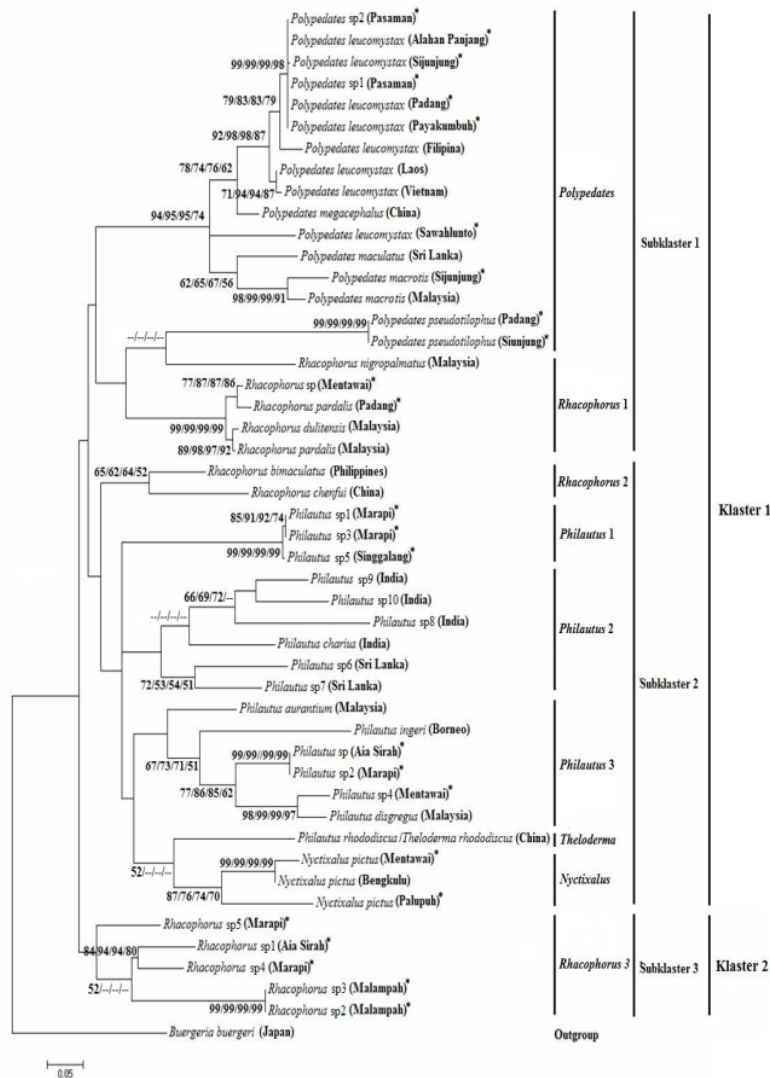 Polypedates sp2 (Pasaman)*
Polypedates leucomystax (Alahan Panjang)*
99/99/99/98
Polypedates leucomystax (Sijunjung)*
Polypedates sp1 (Pasaman)*
79/83/83/79
Polypedates leucomystax (Padang)*
Polypedates leucomystax (Payakumbuh)*
92/98/98/87
Polypedates leucomystax (Filipina)
78/74/76/62
Polypedates leucomystax (Laos)
71/94/94/87
Polypedates leucomystax (Vietnam)
Polypedates
Polypedates megacephalus (China)
94/95/95/74
Polypedates leucomystax (Sawahlunto)*
Subklaster 1
Polypedates maculatus (Sri Lanka)
62/65/67/56
Polypedates macrotis (Sijunjung)*
98/99/99/91
Polypedates macrotis (Malaysia)
99/99/99/99
Polypedates pseudotilophus (Padang)*
--/--/--/--
Polypedates pseudotilophus (Siunjung)*
Rhacophorus nigropalmatus (Malaysia)
77/87/87/86
Rhacophorus sp (Mentawai)*
Rhacophorus pardalis (Padang)*
Rhacophorus 1
99/99/99/99
Rhacophorus dulitensis (Malaysia)
89/98/97/92
Rhacophorus pardalis (Malaysia)
65/62/64/52
Rhacophorus bimaculatus (Philippines)
Rhacophorus 2
Rhacophorus chenfui (China)
Klaster 1
85/91/92/74
Philautus sp1 (Marapi)*
Philautus sp3 (Marapi)*
Philautus 1
99/99/99/99
Philautus sp5 (Singgalang)*
Philautus sp9 (India)
66/69/72/--
Philautus sp10 (India)
--/--/--/--
Philautus sp8 (India)
Philautus 2
Philautus charius (India)
Philautus sp6 (Sri Lanka)
72/53/54/51
Philautus sp7 (Sri Lanka)
Subklaster 2
Philautus aurantium (Malaysia)
Philautus ingeri (Borneo)
67/73/71/51
99/99//99/99
Philautus sp (Aia Sirah)*
Philautus 3
Philautus sp2 (Marapi)*
77/86/85/62
Philautus sp4 (Mentawai)*
98/99/99/97
Philautus disgregus (Malaysia)
Philautus rhododiscus/Theloderma rhododiscus (China)
Theloderma
52/--/--/--
99/99/99/99
Nyctixalus pictus (Mentawai)*
Nyctixalus pictus (Bengkulu)
Nyctixalus
87/76/74/70
Nyctixalus pictus (Palupuh)*
Rhacophorus sp5 (Marapi)*
84/94/94/80
Rhacophorus sp1 (Aia Sirah)*
Rhacophorus 3
Subklaster 3
Klaster 2
Rhacophorus sp4 (Marapi)*
52/--/--/--
Rhacophorus sp3 (Malampah)*
99/99/99/99
Rhacophorus sp2 (Malampah)*
Buergeria buergeri (Japan)
Outgroup
0.05